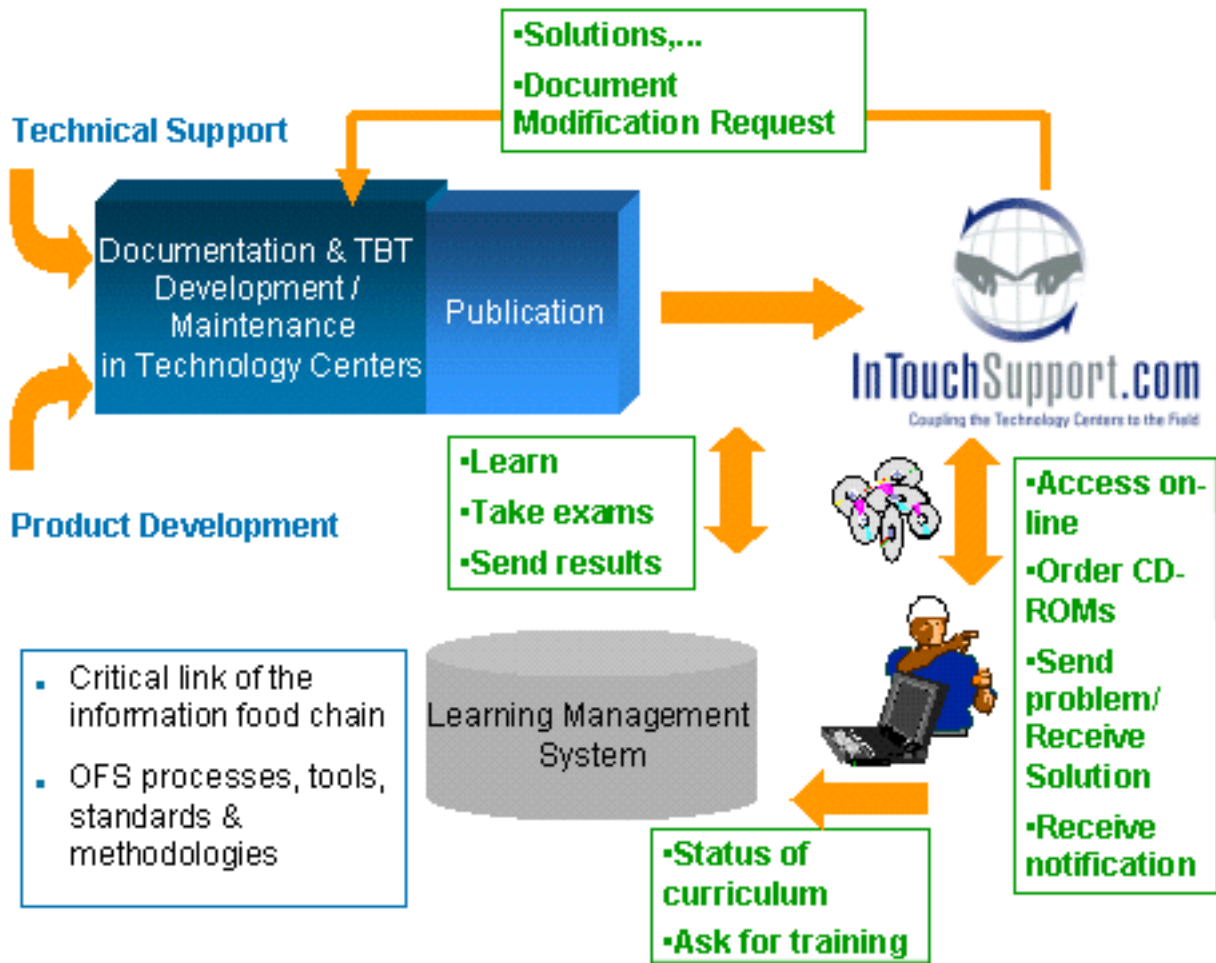 ▪Solutions,...
▪Document
Modification Request
Technical Support
Documentation & TBT
Development /
Maintenance
in Technology Centers
Publication
InTouchSupport.com
Coupling the Technology Centers to the Field
Product Development
▪Learn
▪Take exams
▪Send results
▪Access on-
line
▪Order CD-
ROMs
▪Send
problem/
Receive
Solution
▪Receive
notification
▪ Critical link of the
information food chain
▪ OFS processes, tools,
standards &
methodologies
Learning Management
System
▪Status of
curriculum
▪Ask for training